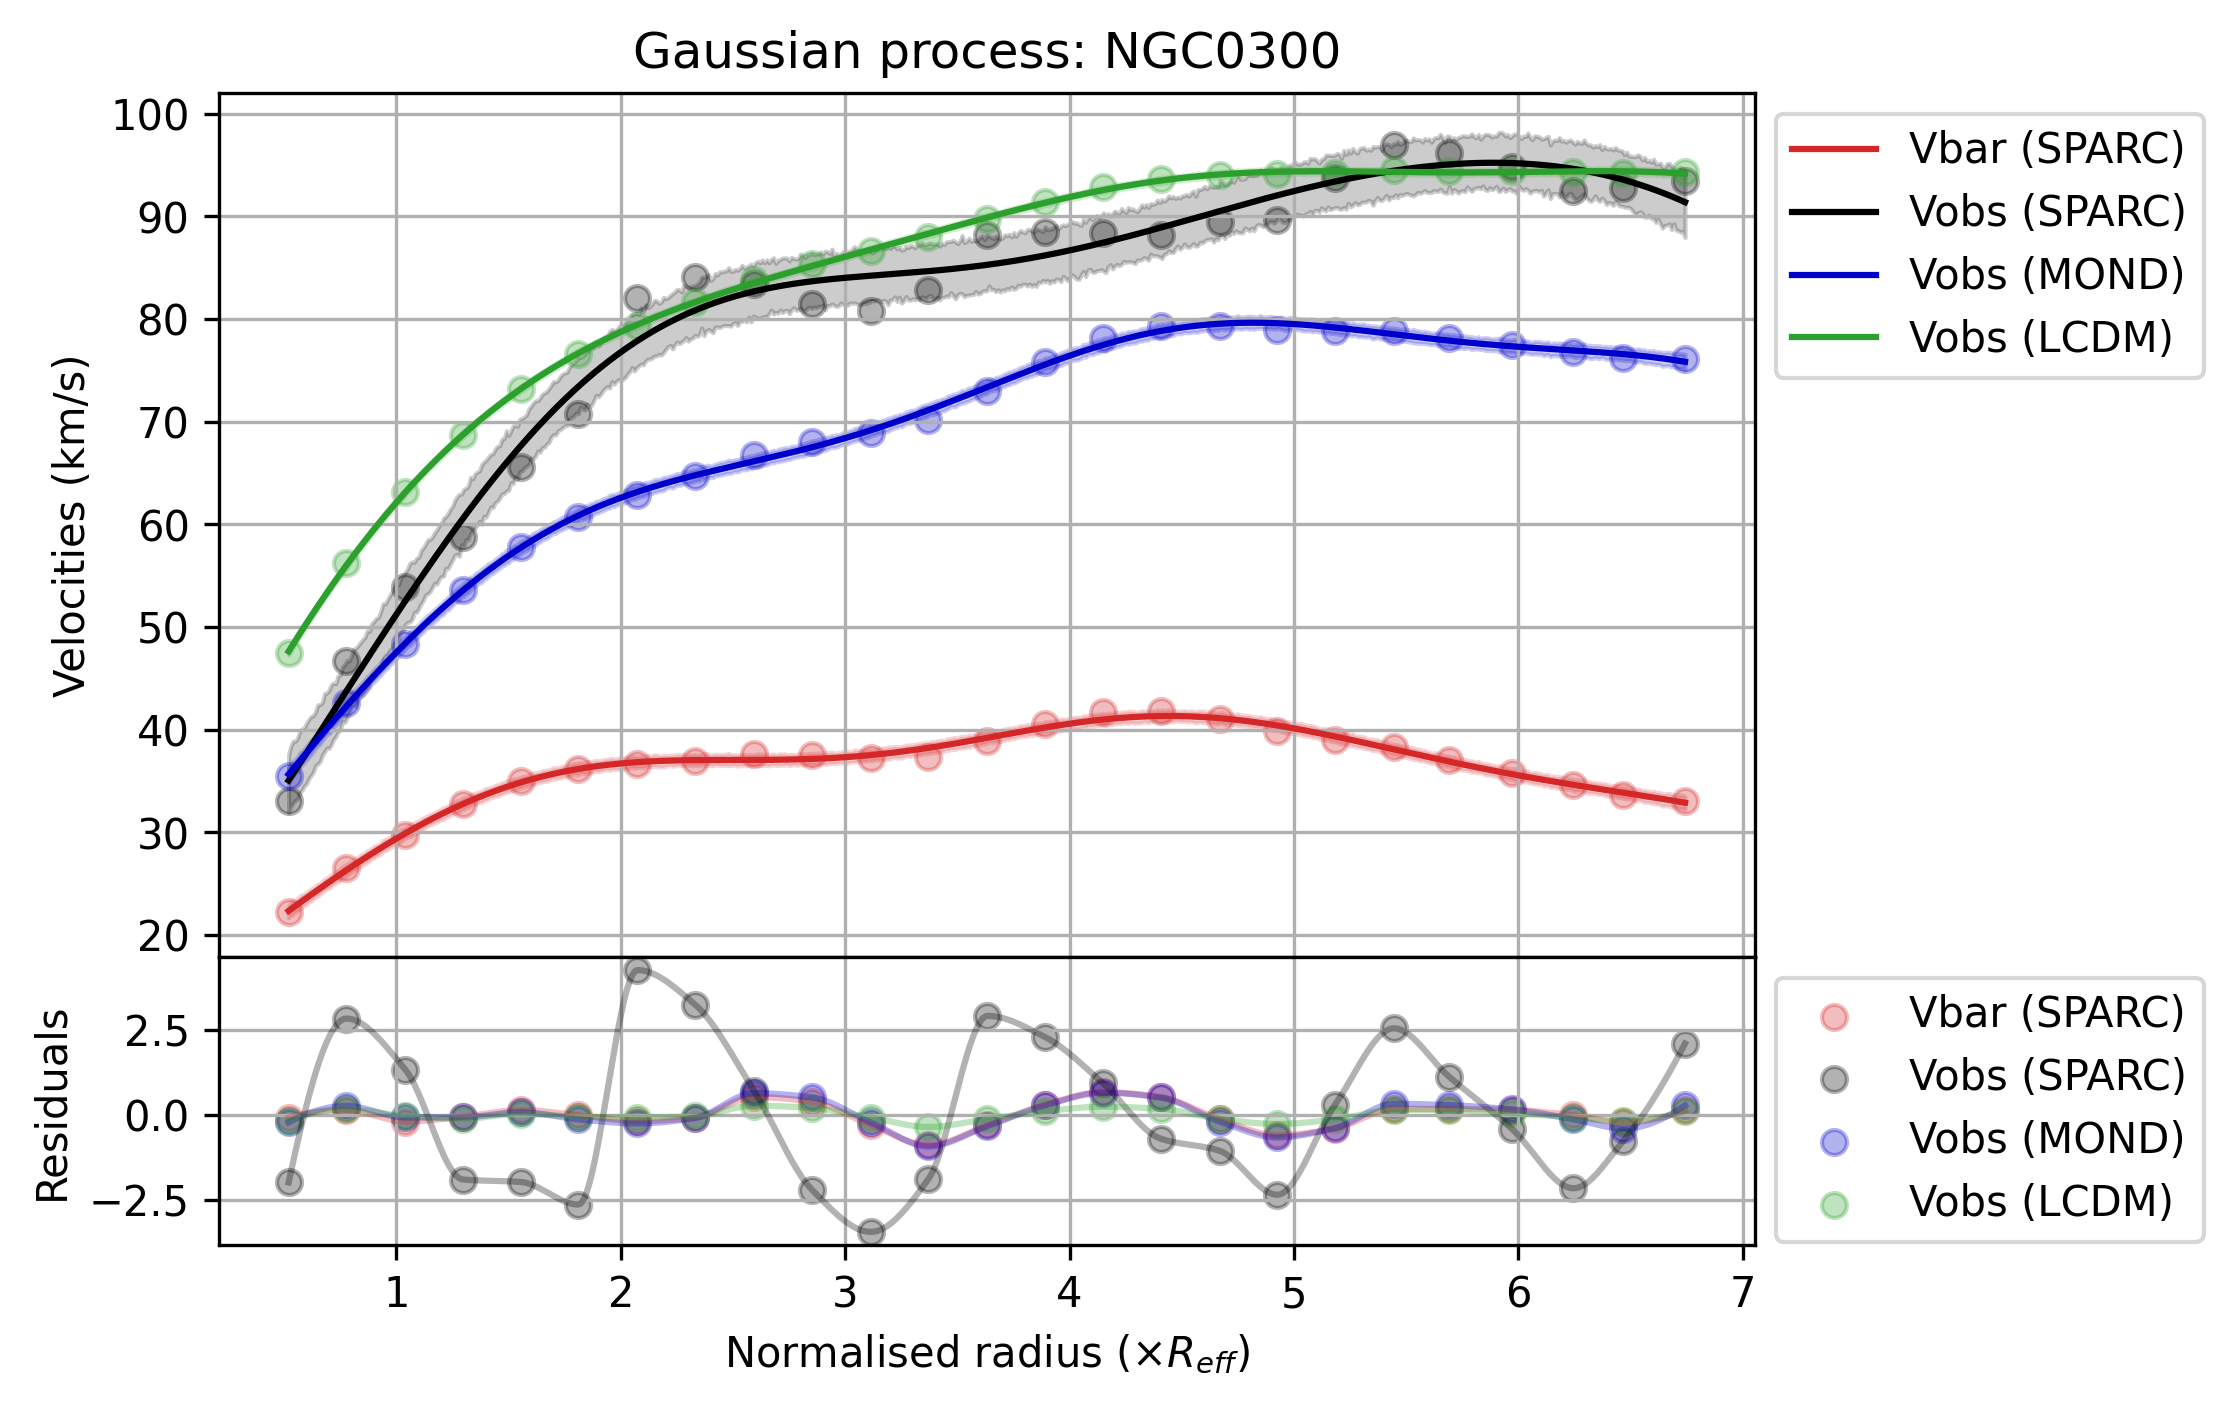 Gaussian process: NGC0300
100
90
80
70
60
50
40
30
20
Velocities (km/s)
Vbar (SPARC)
Vobs (SPARC)
Vobs (MOND)
Vobs (LCDM)
2.5
0.0
−2.5
Residuals
Vbar (SPARC)
Vobs (SPARC)
Vobs (MOND)
Vobs (LCDM)
1 2 3 4 5 6 7
Normalised radius (×R_eff)